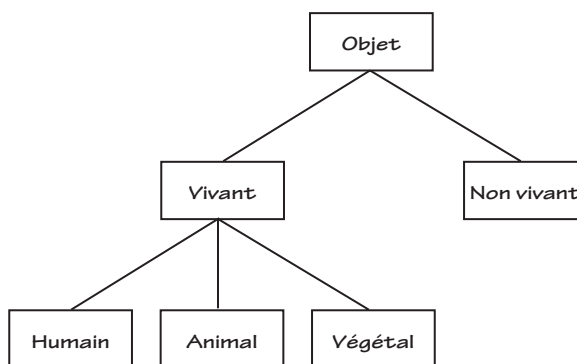 Objet
Vivant
Non vivant
Humain
Animal
Végétal